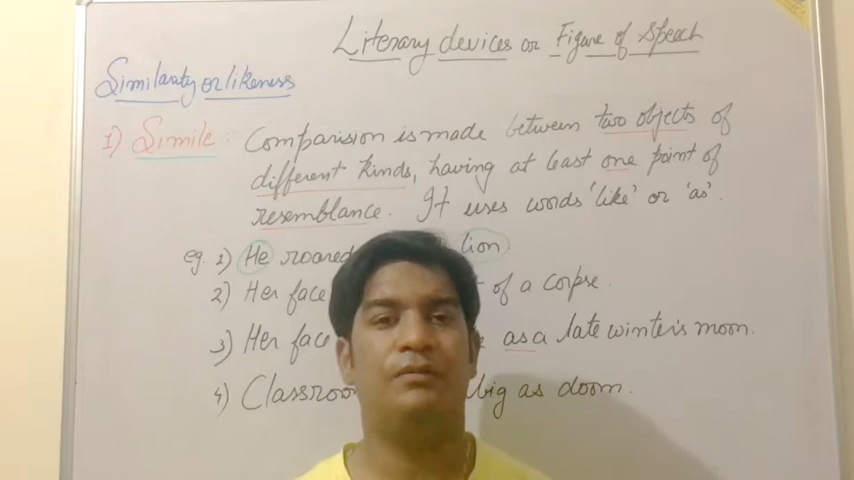 Literary devices or Figure of Speech
Similarity or likeness
1) Simile : Comparision is made between two objects of
different kinds, having at least one point of
resemblance. It uses words 'like' or 'as'.
eg. 1) He roared lion.
2) Her face of a corpse.
3) Her face as a late winter's moon.
4) big as doom.